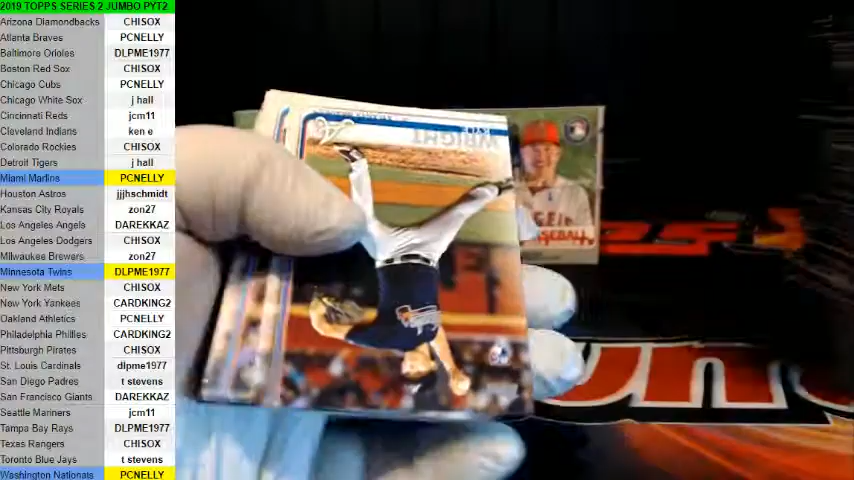 2019 TOPPS SERIES 2 JUMBO PYT2
Arizona Diamondbacks CHISOX
Atlanta Braves PCNELLY
Baltimore Orioles DLPME1977
Boston Red Sox CHISOX
Chicago Cubs PCNELLY
Chicago White Sox j hall
Cincinnati Reds jcm11
Cleveland Indians ken e
Colorado Rockies CHISOX
Detroit Tigers j hall
Miami Marlins PCNELLY
Houston Astros jjjhschmidt
Kansas City Royals zon27
Los Angeles Angels DAREKKAZ
Los Angeles Dodgers CHISOX
Milwaukee Brewers zon27
Minnesota Twins DLPME1977
New York Mets CHISOX
New York Yankees CARDKING2
Oakland Athletics PCNELLY
Philadelphia Phillies CARDKING2
Pittsburgh Pirates CHISOX
St. Louis Cardinals dlpme1977
San Diego Padres t stevens
San Francisco Giants DAREKKAZ
Seattle Mariners jcm11
Tampa Bay Rays DLPME1977
Texas Rangers CHISOX
Toronto Blue Jays t stevens
Washington Nationals PCNELLY
KYLE
WRIGHT
BASEBALL